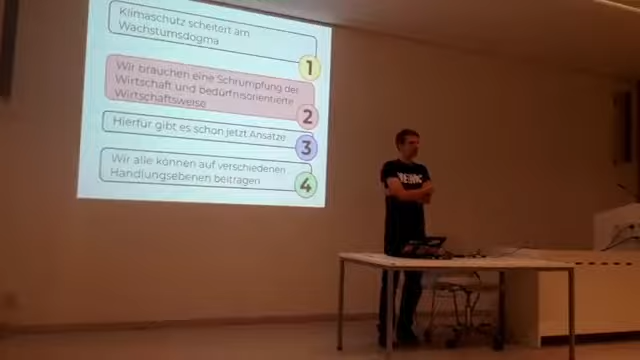 Klimaschutz scheitert am
Wachstumsdogma
1
Wir brauchen eine Schrumpfung der
Wirtschaft und bedürfnisorientierte
Wirtschaftsweise
2
Hierfür gibt es schon jetzt Ansätze
3
Wir alle können auf verschiedenen
Handlungsebenen beitragen
4